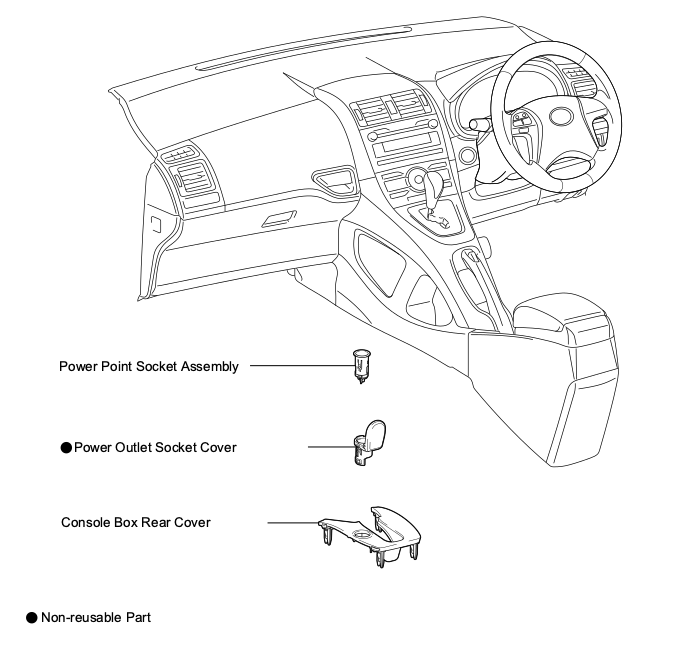 Power Point Socket Assembly
● Power Outlet Socket Cover
Console Box Rear Cover
● Non-reusable Part